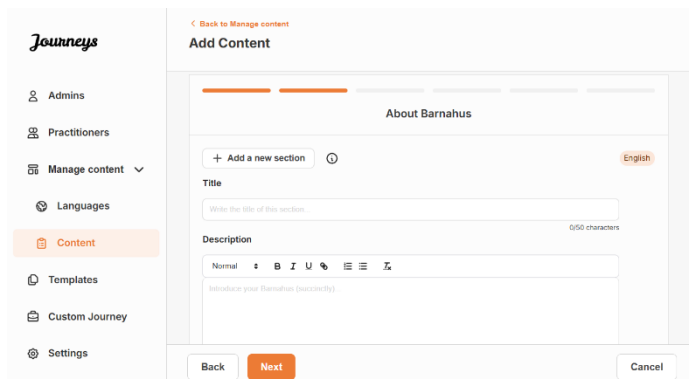 Journeys
Admins
Practitioners
Manage content
Languages
Content
Templates
Custom Journey
Settings
< Back to Manage content
Add Content
About Barnahus
+ Add a new section
English
Title
Write the title of this section...
0/50 characters
Description
Normal B I U
Introduce your Barnahus (succinctly)...
Back Next Cancel